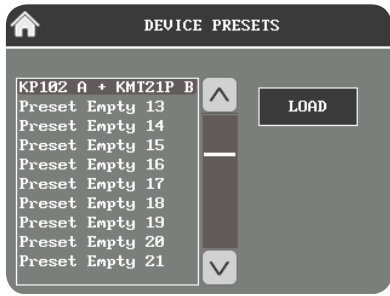 DEVICE PRESETS
KP102 A + KMT21P B
Preset Empty 13
Preset Empty 14
Preset Empty 15
Preset Empty 16
Preset Empty 17
Preset Empty 18
Preset Empty 19
Preset Empty 20
Preset Empty 21
LOAD